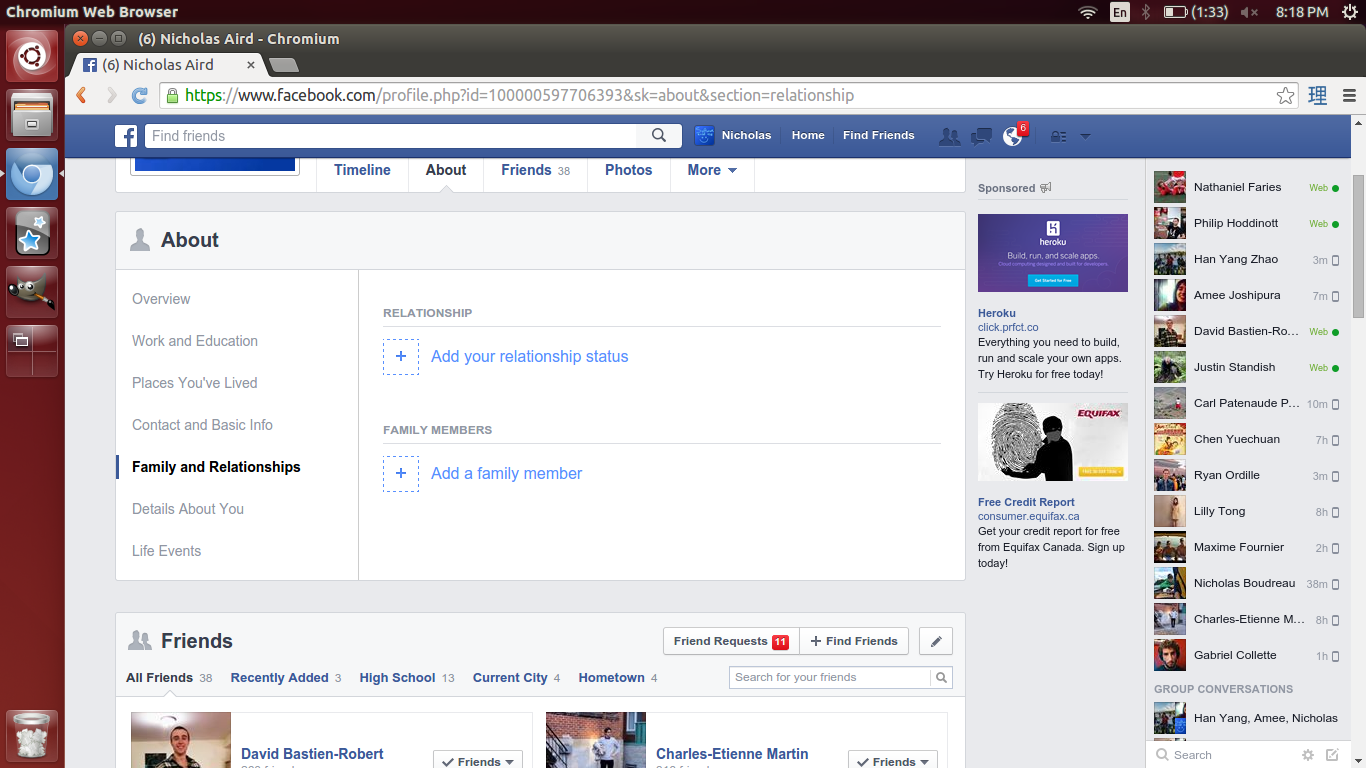 Chromium Web Browser
En
(1:33)
8:18 PM
(6) Nicholas Aird - Chromium
(6) Nicholas Aird
https://www.facebook.com/profile.php?id=100000597706393&sk=about&section=relationship
理
Find friends
Nicholas
Home
Find Friends
6
Timeline
About
Friends 38
Photos
More
About
Overview
Work and Education
Places You've Lived
Contact and Basic Info
Family and Relationships
Details About You
Life Events
RELATIONSHIP
+ Add your relationship status
FAMILY MEMBERS
+ Add a family member
Friends
Friend Requests 11
+ Find Friends
All Friends 38
Recently Added 3
High School 13
Current City 4
Hometown 4
Search for your friends
David Bastien-Robert
Friends
Charles-Etienne Martin
Friends
Sponsored
heroku
Build, run, and scale apps.
Cloud computing designed and built for developers.
Get Started for Free
Heroku
click.prfct.co
Everything you need to build,
run and scale your own apps.
Try Heroku for free today!
EQUIFAX
Free Credit Report
consumer.equifax.ca
Get your credit report for free
from Equifax Canada. Sign up
today!
Nathaniel Faries Web
Philip Hoddinott Web
Han Yang Zhao 3m
Amee Joshipura 7m
David Bastien-Ro... Web
Justin Standish Web
Carl Patenaude P... 10m
Chen Yuechuan 7h
Ryan Ordille 3m
Lilly Tong 8h
Maxime Fournier 2h
Nicholas Boudreau 38m
Charles-Etienne M... 8h
Gabriel Collette 1h
GROUP CONVERSATIONS
Han Yang, Amee, Nicholas
Search